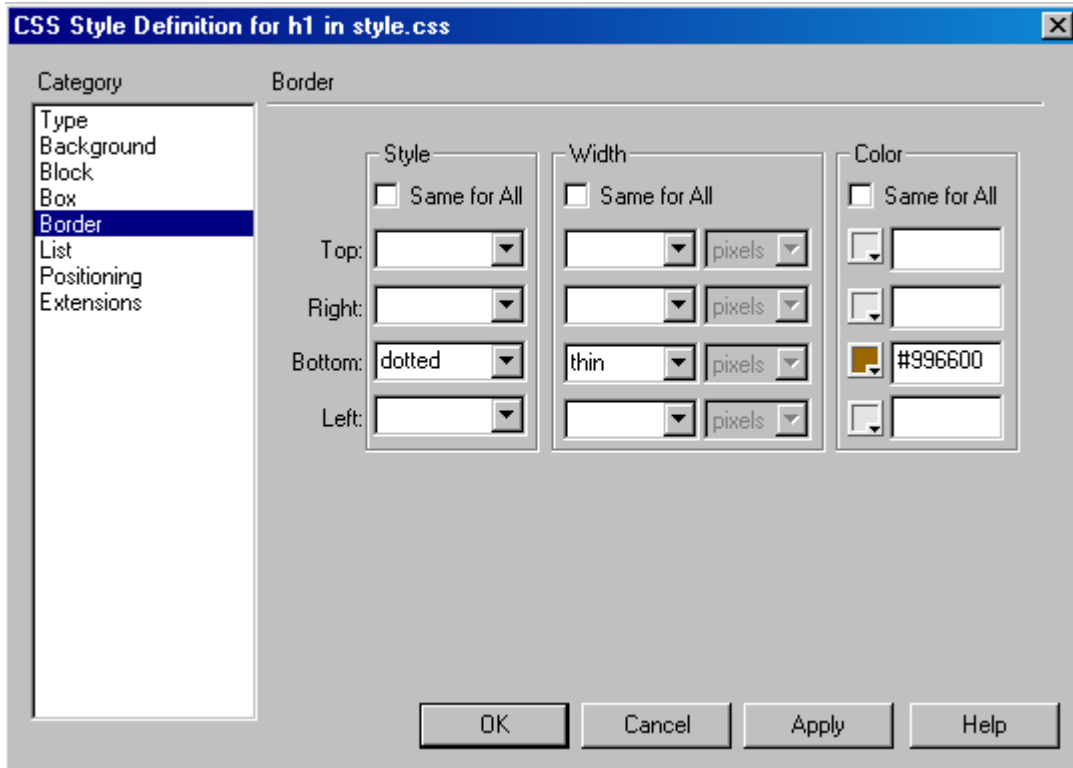 CSS Style Definition for h1 in style.css
Category
Border
Type
Background
Block
Box
Border
List
Positioning
Extensions
Style Width Color
Same for All Same for All Same for All
Top: pixels
Right: pixels
Bottom: dotted thin pixels #996600
Left: pixels
OK Cancel Apply Help